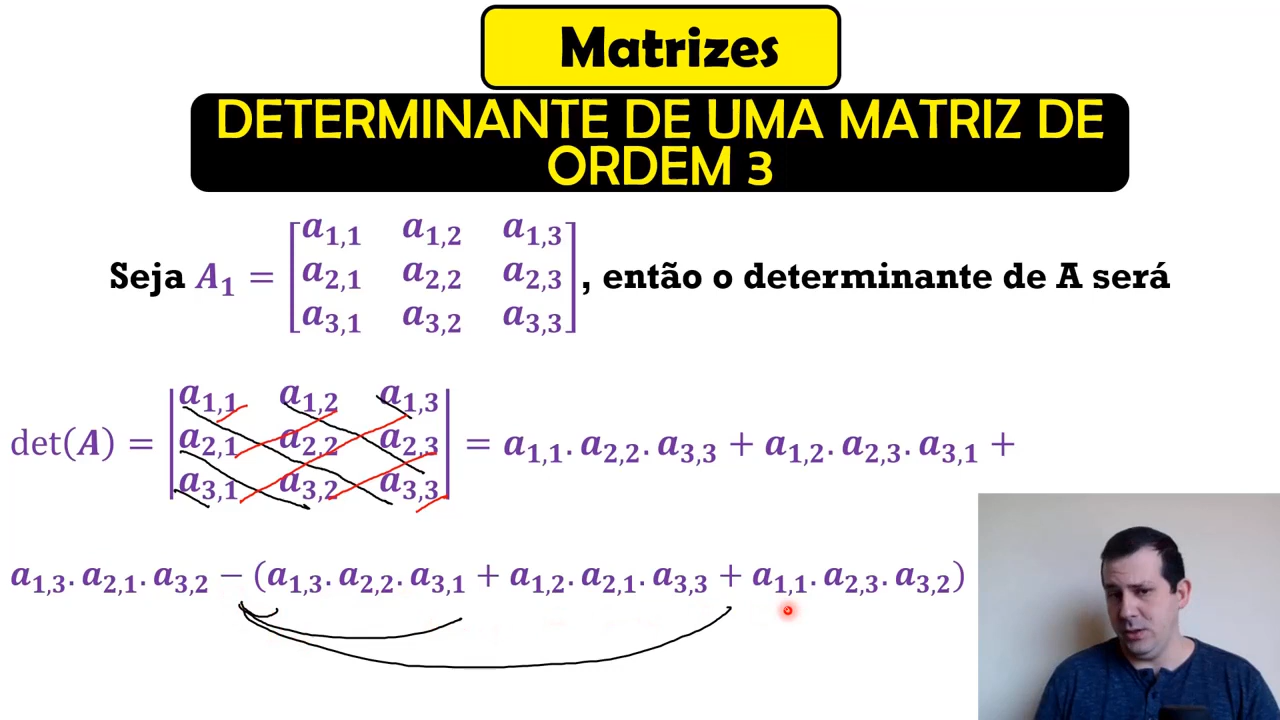 Matrizes
DETERMINANTE DE UMA MATRIZ DE
ORDEM 3
a1,1 a1,2 a1,3
Seja A1 = a2,1 a2,2 a2,3 , então o determinante de A será
a3,1 a3,2 a3,3
a1,1 a1,2 a1,3
det(A) = a2,1 a2,2 a2,3 = a1,1. a2,2. a3,3 + a1,2. a2,3. a3,1 +
a3,1 a3,2 a3,3
a1,3. a2,1. a3,2 − (a1,3. a2,2. a3,1 + a1,2. a2,1. a3,3 + a1,1. a2,3. a3,2)